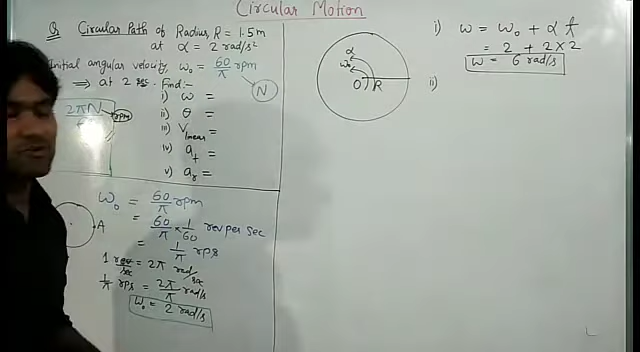 Circular Motion
Q. Circular Path of Radius, R = 1.5m
at α = 2 rad/s²
Initial angular velocity, ω₀ = 60/π rpm
⇒ at 2 sec. Find:-
N
i) ω =
ii) θ =
iii) V linear =
iv) a_t =
v) a_r =
2πN
rpm
ω₀ = 60/π rpm
= 60/π × 1/60 rev per sec
= 1/π rps
1 rev/sec = 2π rad/sec
1/π rps = 2π/π rad/s
ω₀ = 2 rad/s
A
α
ω₀
O
R
i) ω = ω₀ + α t
= 2 + 2 × 2
ω = 6 rad/s
ii)